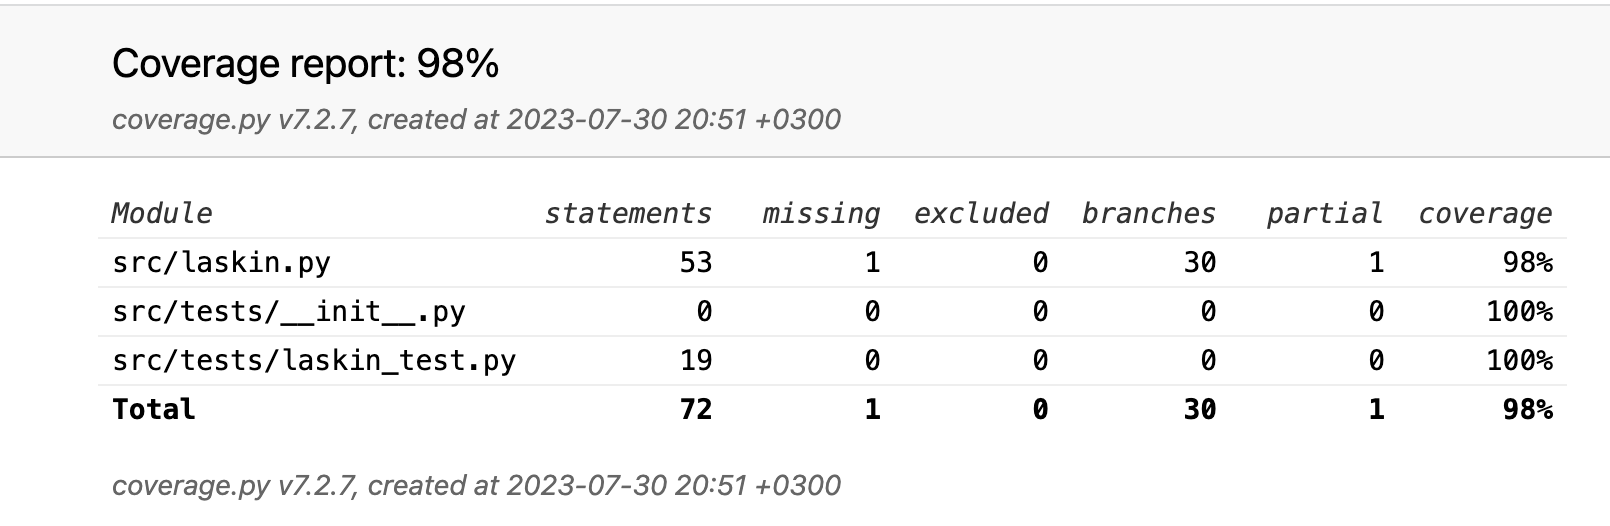 Coverage report: 98%
coverage.py v7.2.7, created at 2023-07-30 20:51 +0300
Module statements missing excluded branches partial coverage
src/laskin.py 53 1 0 30 1 98%
src/tests/__init__.py 0 0 0 0 0 100%
src/tests/laskin_test.py 19 0 0 0 0 100%
Total 72 1 0 30 1 98%
coverage.py v7.2.7, created at 2023-07-30 20:51 +0300